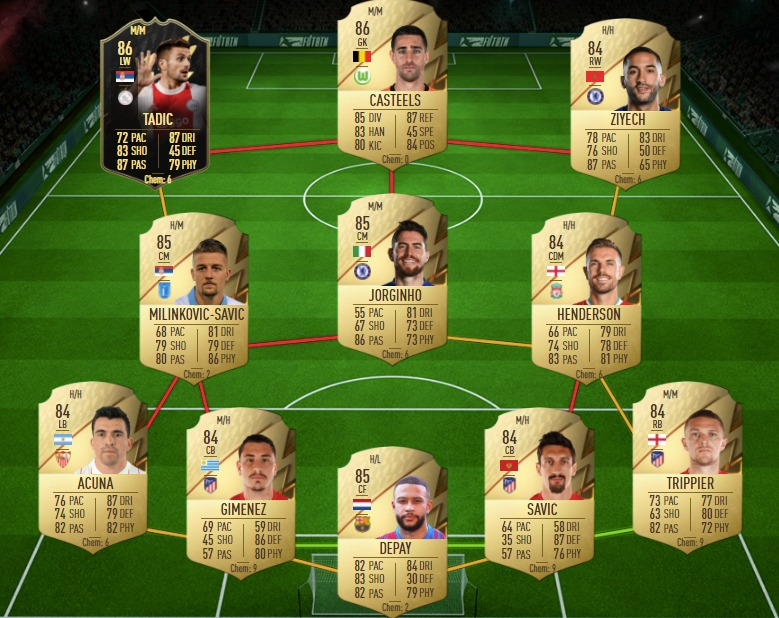 M/M
86
LW
TADIC
72 PAC 87 DRI
83 SHO 45 DEF
87 PAS 79 PHY
Chem: 6
M/M
86
GK
CASTEELS
85 DIV 87 REF
83 HAN 45 SPE
80 KIC 84 POS
Chem: 0
H/H
84
RW
ZIYECH
78 PAC 83 DRI
76 SHO 50 DEF
87 PAS 65 PHY
Chem: 6
H/M
85
CM
MILINKOVIC-SAVIC
68 PAC 81 DRI
79 SHO 79 DEF
80 PAS 86 PHY
Chem: 2
M/M
85
CM
JORGINHO
55 PAC 81 DRI
67 SHO 73 DEF
86 PAS 73 PHY
Chem: 6
H/H
84
CDM
HENDERSON
66 PAC 79 DRI
74 SHO 78 DEF
83 PAS 81 PHY
Chem: 6
H/H
84
LB
ACUNA
76 PAC 87 DRI
74 SHO 79 DEF
82 PAS 82 PHY
Chem: 6
M/H
84
CB
GIMENEZ
69 PAC 59 DRI
45 SHO 86 DEF
57 PAS 80 PHY
Chem: 9
H/L
85
CF
DEPAY
82 PAC 84 DRI
83 SHO 30 DEF
82 PAS 79 PHY
Chem: 2
M/H
84
CB
SAVIC
64 PAC 58 DRI
35 SHO 87 DEF
57 PAS 76 PHY
Chem: 9
M/M
84
RB
TRIPPIER
73 PAC 77 DRI
63 SHO 80 DEF
82 PAS 72 PHY
Chem: 9